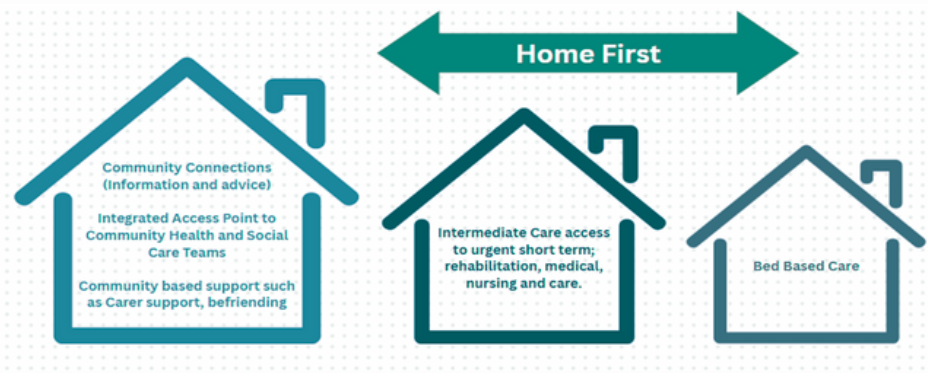 Home First
Community Connections
(Information and advice)
Integrated Access Point to
Community Health and Social
Care Teams
Community based support such
as Carer support, befriending
Intermediate Care access
to urgent short term;
rehabilitation, medical,
nursing and care.
Bed Based Care